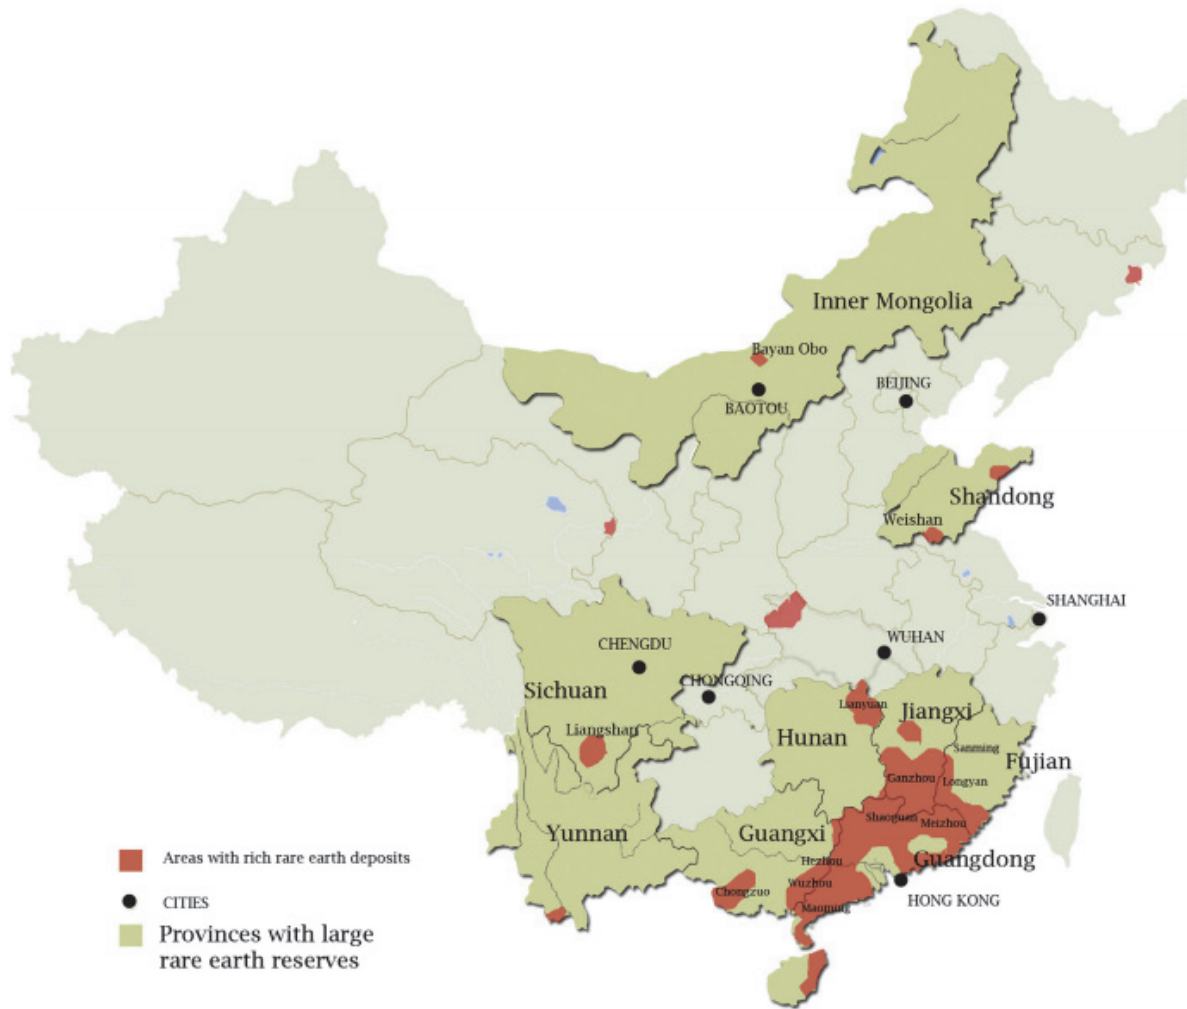 Inner Mongolia
Bayan Obo
BEIJING
BAOTOU
Shandong
Weishan
SHANGHAI
WUHAN
CHENGDU
CHONGQING
Sichuan
Lianyuan
Jiangxi
Liangshan
Hunan
Sanming
Fujian
Ganzhou
Longyan
Shaoguan
Meizhou
Yunnan
Guangxi
Hezhou
Guangdong
Wuzhou
Chongzuo
HONG KONG
Maoming
Areas with rich rare earth deposits
CITIES
Provinces with large
rare earth reserves